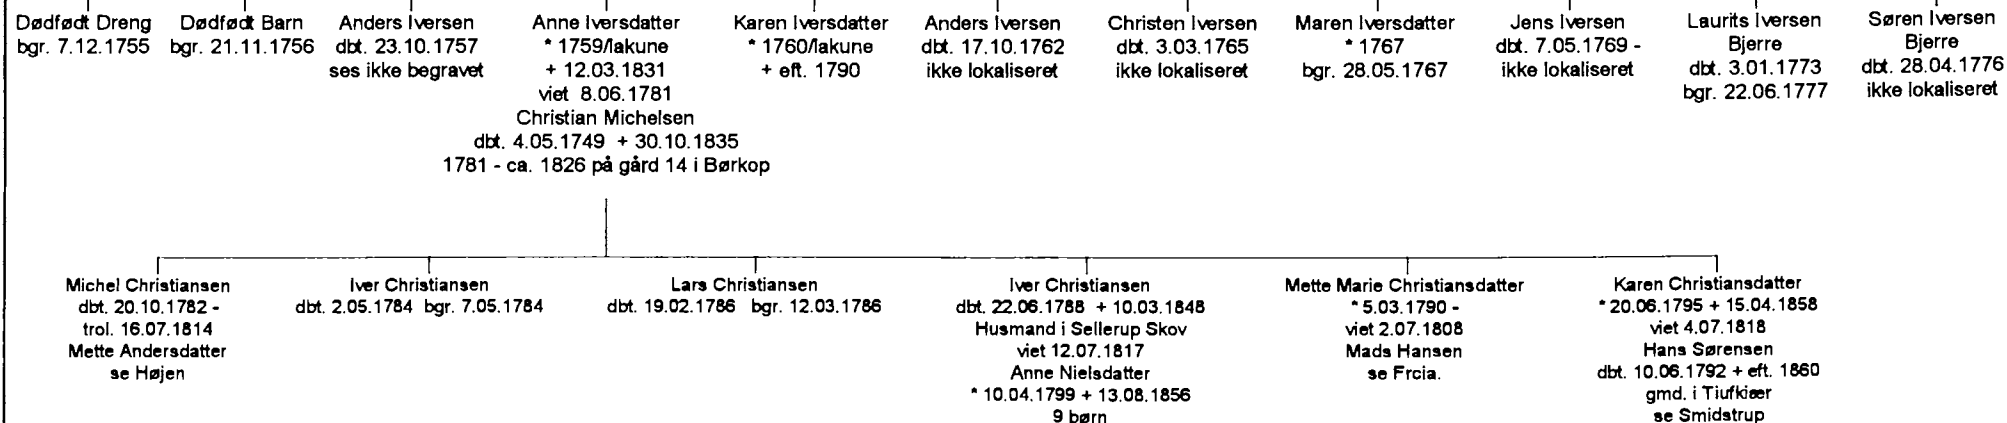 Dødfødt Dreng
bgr. 7.12.1755
Dødfødt Barn
bgr. 21.11.1756
Anders Iversen
dbt. 23.10.1757
ses ikke begravet
Anne Iversdatter
* 1759/lakune
+ 12.03.1831
viet 8.06.1781
Christian Michelsen
dbt. 4.05.1749 + 30.10.1835
1781 - ca. 1826 på gård 14 i Børkop
Karen Iversdatter
* 1760/lakune
+ eft. 1790
Anders Iversen
dbt. 17.10.1762
ikke lokaliseret
Christen Iversen
dbt. 3.03.1765
ikke lokaliseret
Maren Iversdatter
* 1767
bgr. 28.05.1767
Jens Iversen
dbt. 7.05.1769 -
ikke lokaliseret
Laurits Iversen
Bjerre
dbt. 3.01.1773
bgr. 22.06.1777
Søren Iversen
Bjerre
dbt. 28.04.1776
ikke lokaliseret
Michel Christiansen
dbt. 20.10.1782 -
trol. 16.07.1814
Mette Andersdatter
se Højen
Iver Christiansen
dbt. 2.05.1784 bgr. 7.05.1784
Lars Christiansen
dbt. 19.02.1786 bgr. 12.03.1786
Iver Christiansen
dbt. 22.06.1788 + 10.03.1848
Husmand i Sellerup Skov
viet 12.07.1817
Anne Nielsdatter
* 10.04.1799 + 13.08.1856
9 børn
Mette Marie Christiansdatter
* 5.03.1790 -
viet 2.07.1808
Mads Hansen
se Frcia.
Karen Christiansdatter
* 20.06.1795 + 15.04.1858
viet 4.07.1818
Hans Sørensen
dbt. 10.06.1792 + eft. 1860
gmd. i Tiufkiær
se Smidstrup